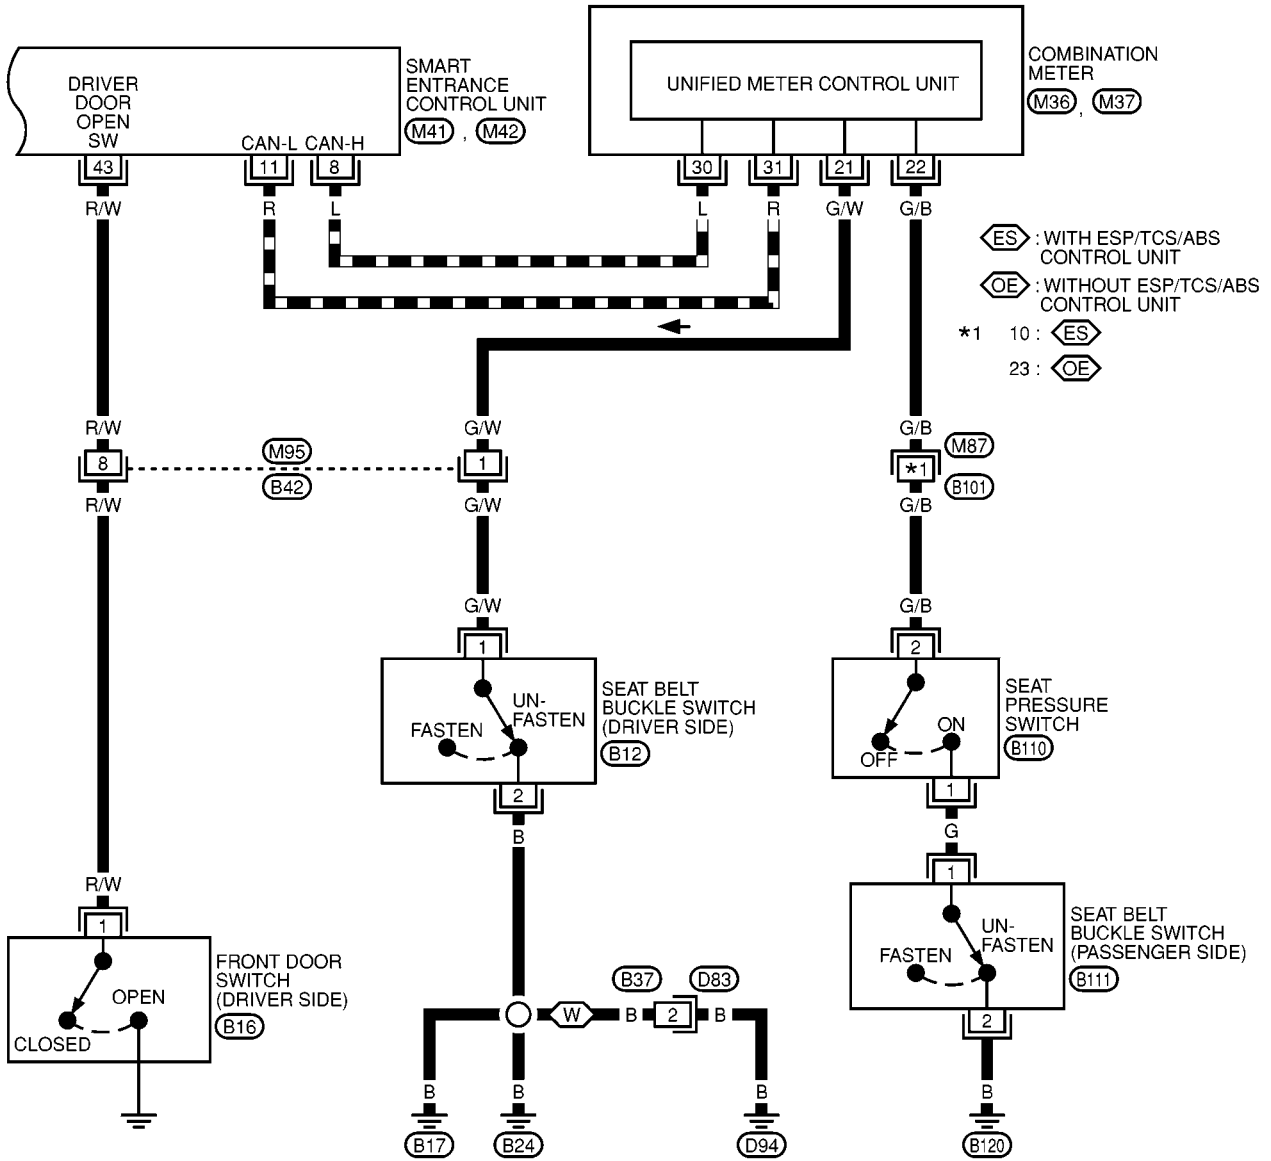 DRIVER
DOOR
OPEN
SW
CAN-L CAN-H
43
11
8
SMART
ENTRANCE
CONTROL UNIT
M41 , M42
UNIFIED METER CONTROL UNIT
COMBINATION
METER
M36 , M37
30
31
21
22
R/W
R
L
L
R
G/W
G/B
ES : WITH ESP/TCS/ABS
CONTROL UNIT
OE : WITHOUT ESP/TCS/ABS
CONTROL UNIT
*1 10 : ES
23 : OE
R/W
G/W
G/B
8
M95
B42
1
*1
M87
B101
R/W
G/W
G/B
G/W
G/B
1
2
UN-
FASTEN
FASTEN
SEAT BELT
BUCKLE SWITCH
(DRIVER SIDE)
B12
2
B
ON
OFF
SEAT
PRESSURE
SWITCH
B110
1
G
1
R/W
1
OPEN
CLOSED
FRONT DOOR
SWITCH
(DRIVER SIDE)
B16
UN-
FASTEN
FASTEN
SEAT BELT
BUCKLE SWITCH
(PASSENGER SIDE)
B111
2
W
B37
D83
B
2
B
B
B
B
B
B17
B24
D94
B120